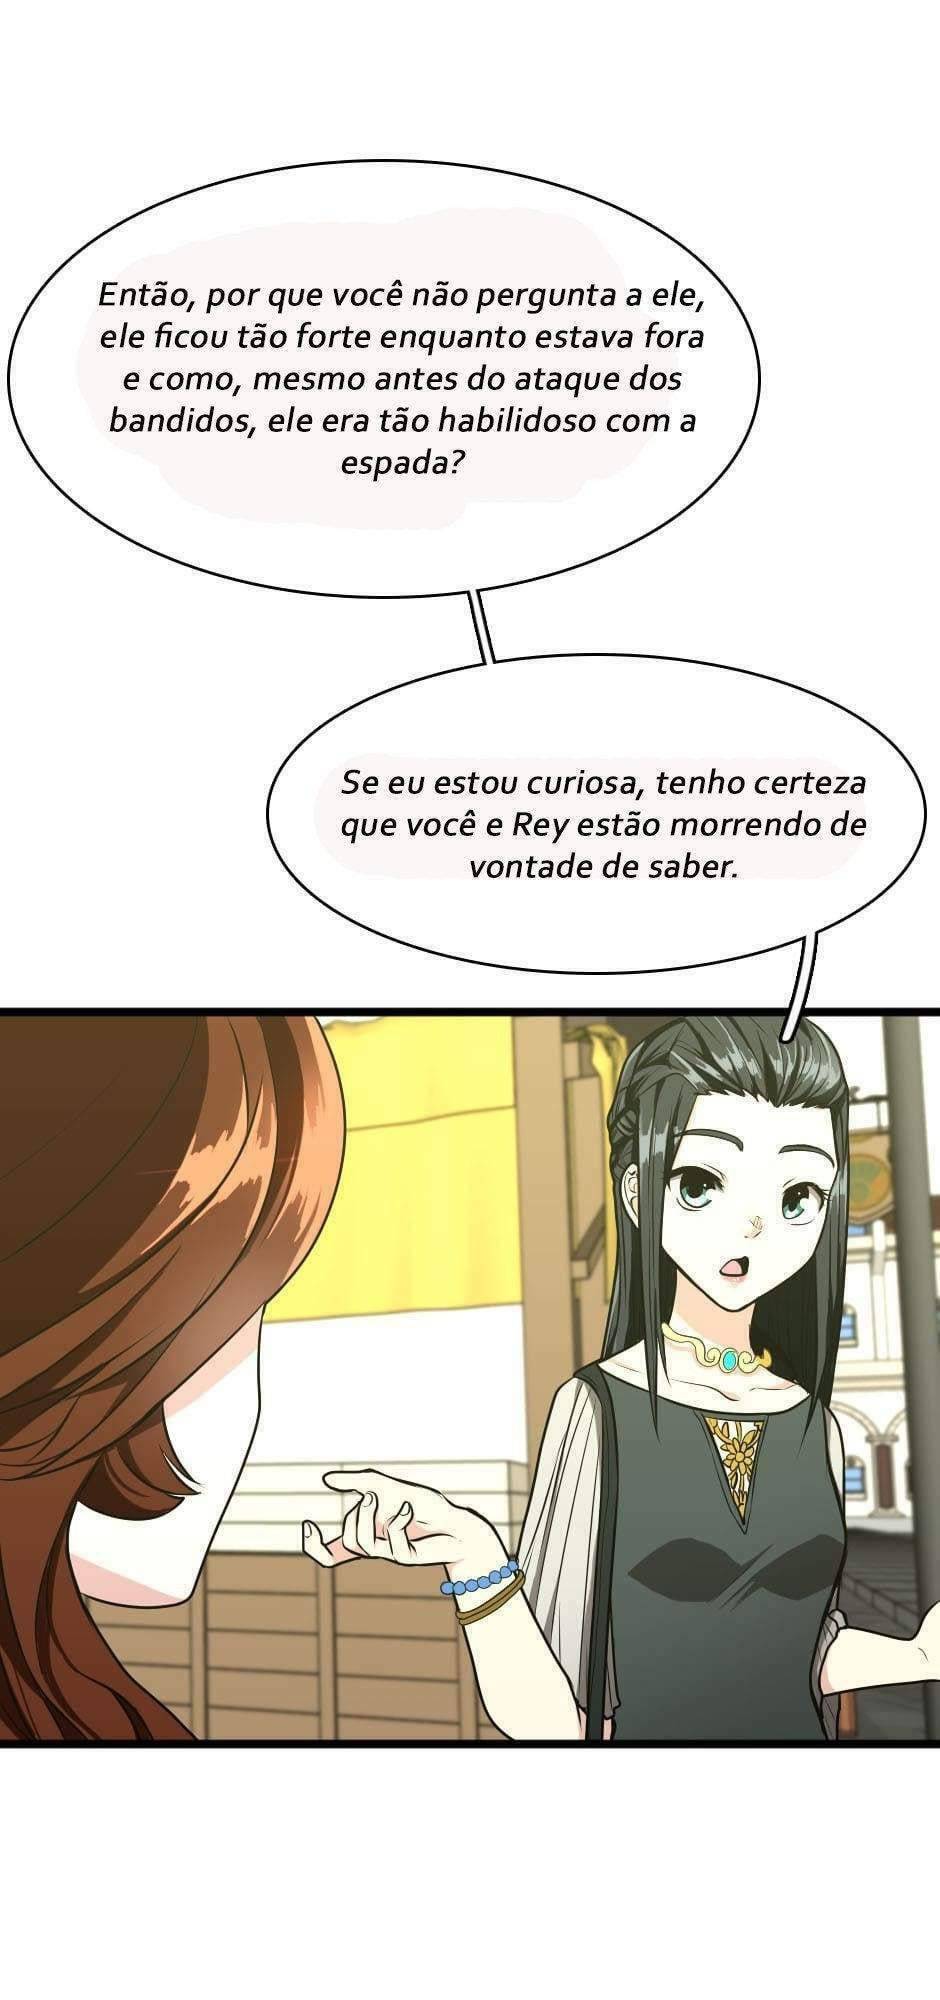 Então, por que você não pergunta a ele,
ele ficou tão forte enquanto estava fora
e como, mesmo antes do ataque dos
bandidos, ele era tão habilidoso com a
espada?
Se eu estou curiosa, tenho certeza
que você e Rey estão morrendo de
vontade de saber.